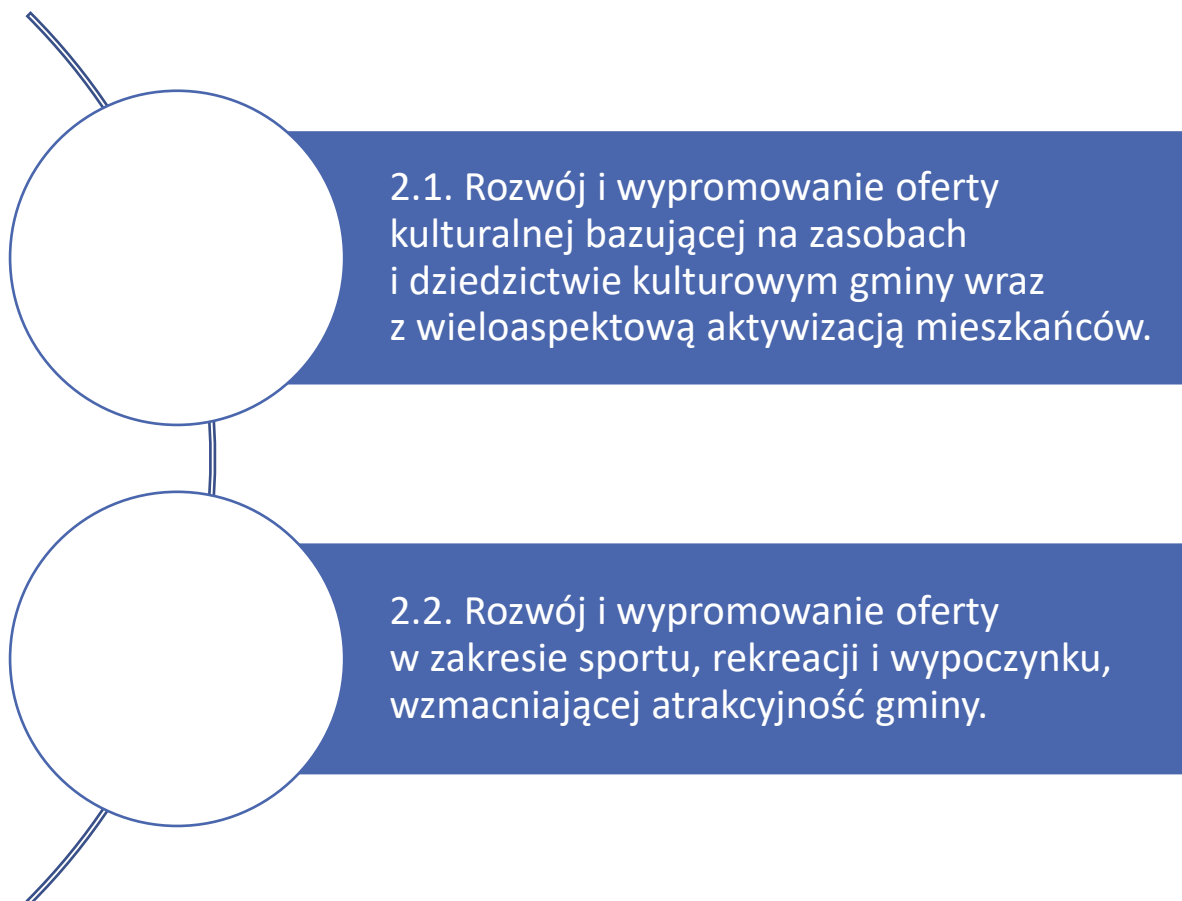 2.1. Rozwój i wypromowanie oferty
kulturalnej bazującej na zasobach
i dziedzictwie kulturowym gminy wraz
z wieloaspektową aktywizacją mieszkańców.
2.2. Rozwój i wypromowanie oferty
w zakresie sportu, rekreacji i wypoczynku,
wzmacniającej atrakcyjność gminy.